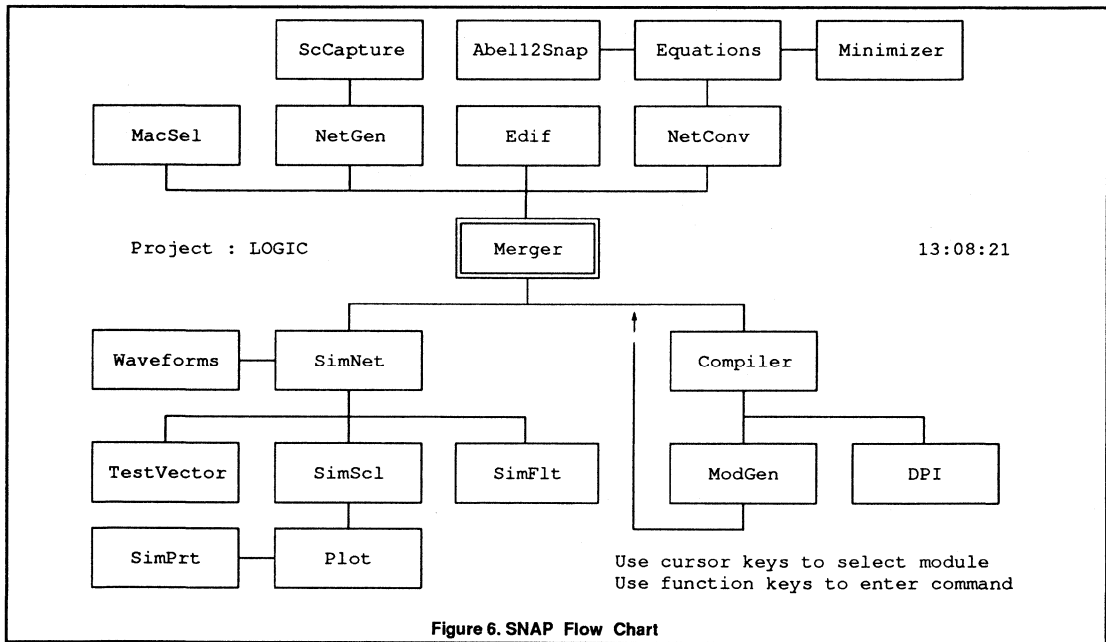 ScCapture
Abel12Snap
Equations
Minimizer
MacSel
NetGen
Edif
NetConv
Project : LOGIC
Merger
13:08:21
Waveforms
SimNet
Compiler
TestVector
SimScl
SimFlt
ModGen
DPI
SimPrt
Plot
Use cursor keys to select module
Use function keys to enter command
Figure 6. SNAP Flow Chart